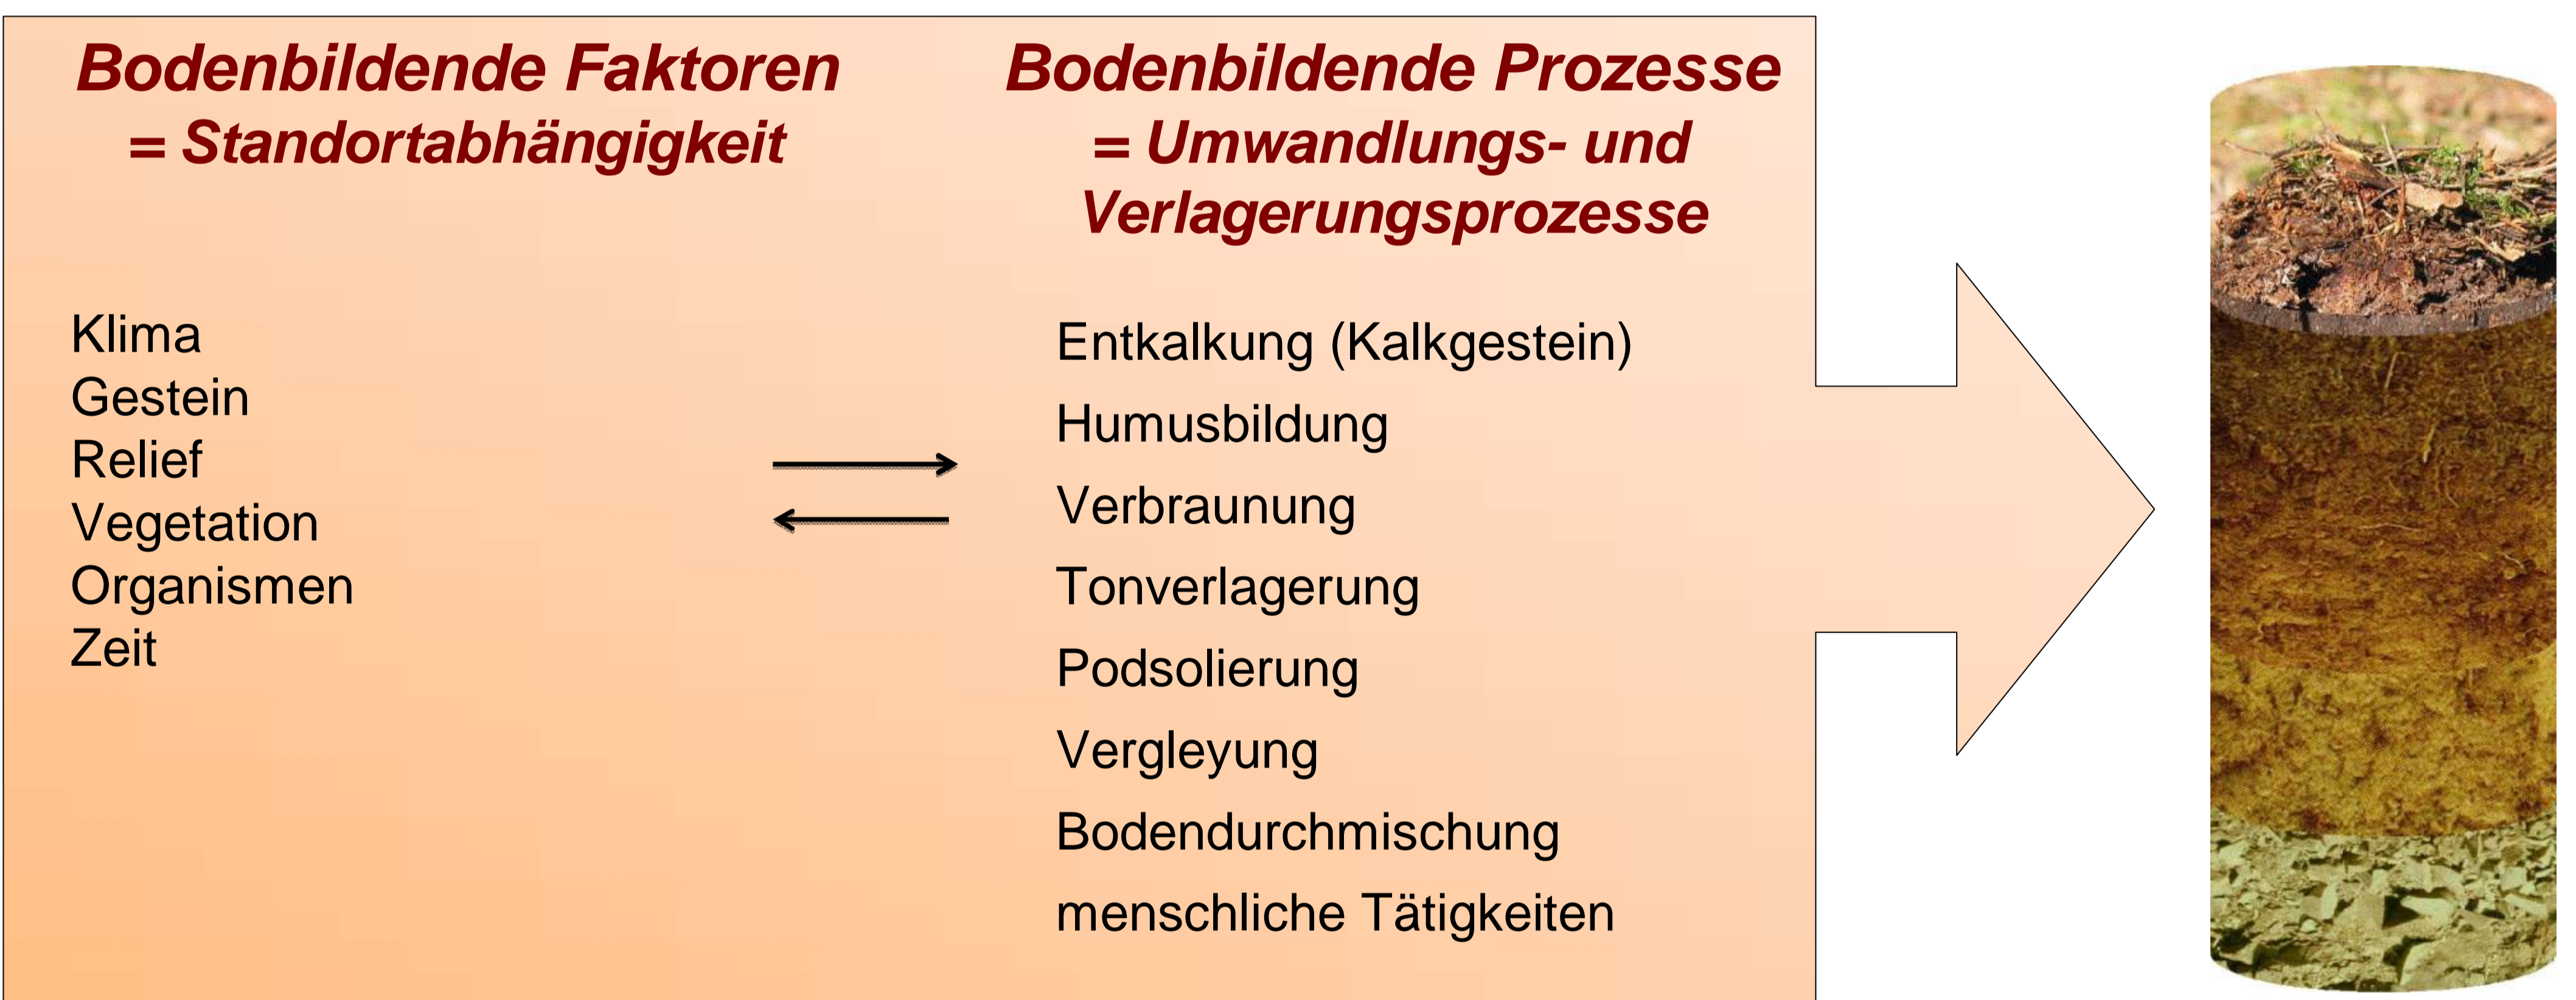 Bodenbildende Faktoren
= Standortabhängigkeit
Klima
Gestein
Relief
Vegetation
Organismen
Zeit
Bodenbildende Prozesse
= Umwandlungs- und
Verlagerungsprozesse
Entkalkung (Kalkgestein)
Humusbildung
Verbraunung
Tonverlagerung
Podsolierung
Vergleyung
Bodendurchmischung
menschliche Tätigkeiten